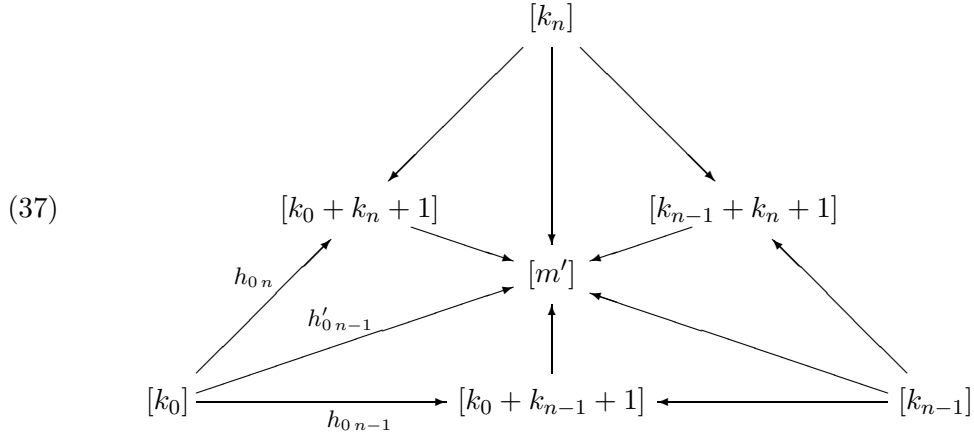 [k_n]
(37) [k_0 + k_n + 1] [k_{n-1} + k_n + 1]
h_{0 n} [m']
h'_{0 n-1}
[k_0] [k_0 + k_{n-1} + 1] [k_{n-1}]
h_{0 n-1}